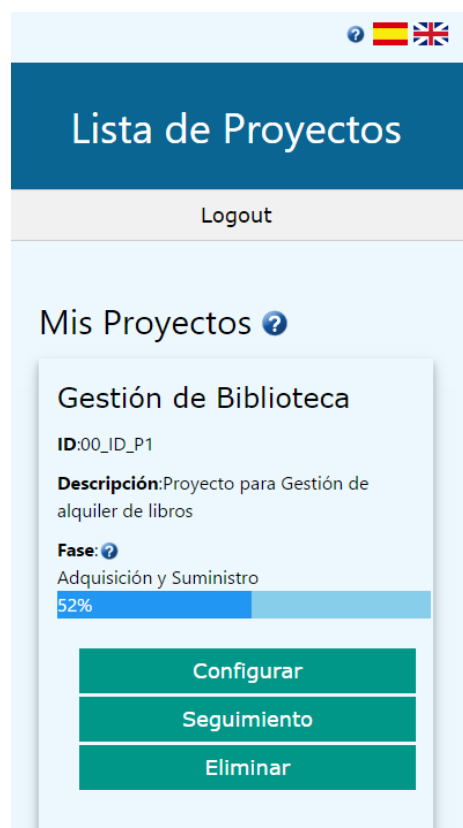 Lista de Proyectos
Logout
Mis Proyectos
Gestión de Biblioteca
ID:00_ID_P1
Descripción:Proyecto para Gestión de
alquiler de libros
Fase:
Adquisición y Suministro
52%
Configurar
Seguimiento
Eliminar